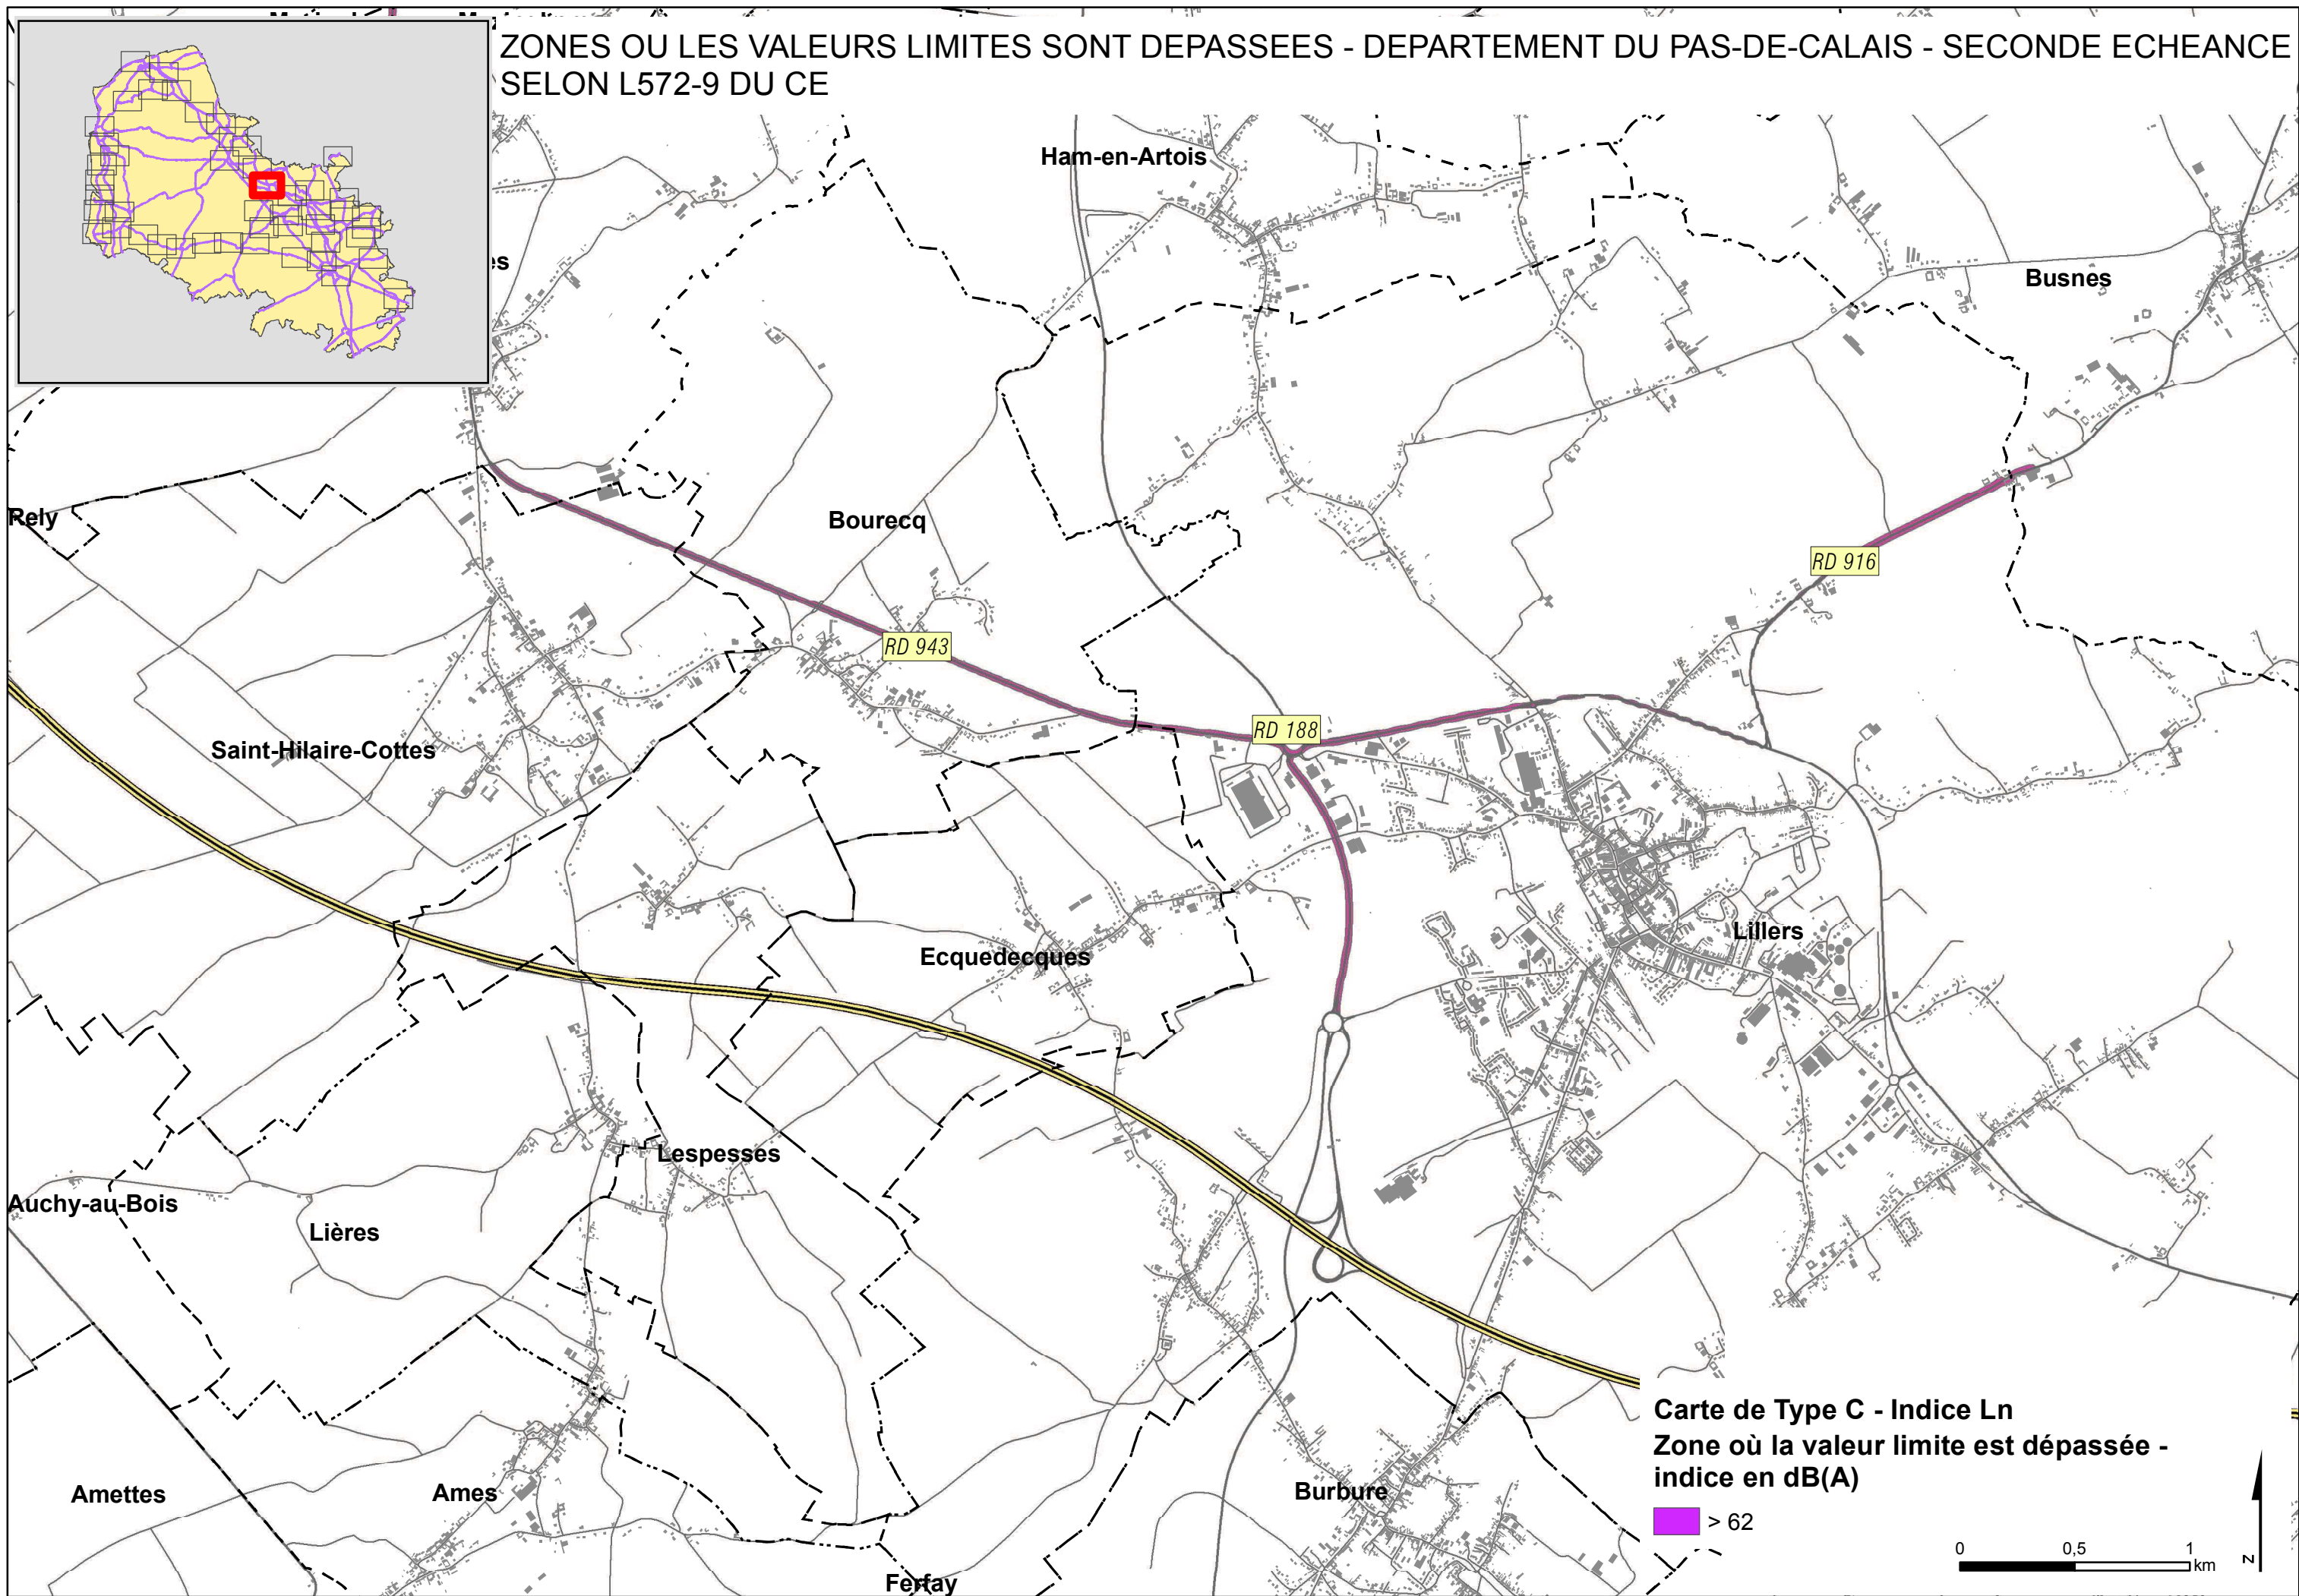 ZONES OU LES VALEURS LIMITES SONT DEPASSEES - DEPARTEMENT DU PAS-DE-CALAIS - SECONDE ECHEANCE
SELON L572-9 DU CE
Ham-en-Artois
es
Busnes
Rely
Bourecq
RD 916
RD 943
RD 188
Saint-Hilaire-Cottes
Lillers
Ecquedecques
Lespesses
Auchy-au-Bois
Lières
Amettes
Ames
Burbure
Ferfay
Carte de Type C - Indice Ln
Zone où la valeur limite est dépassée -
indice en dB(A)
> 62
0 0,5 1
km
N